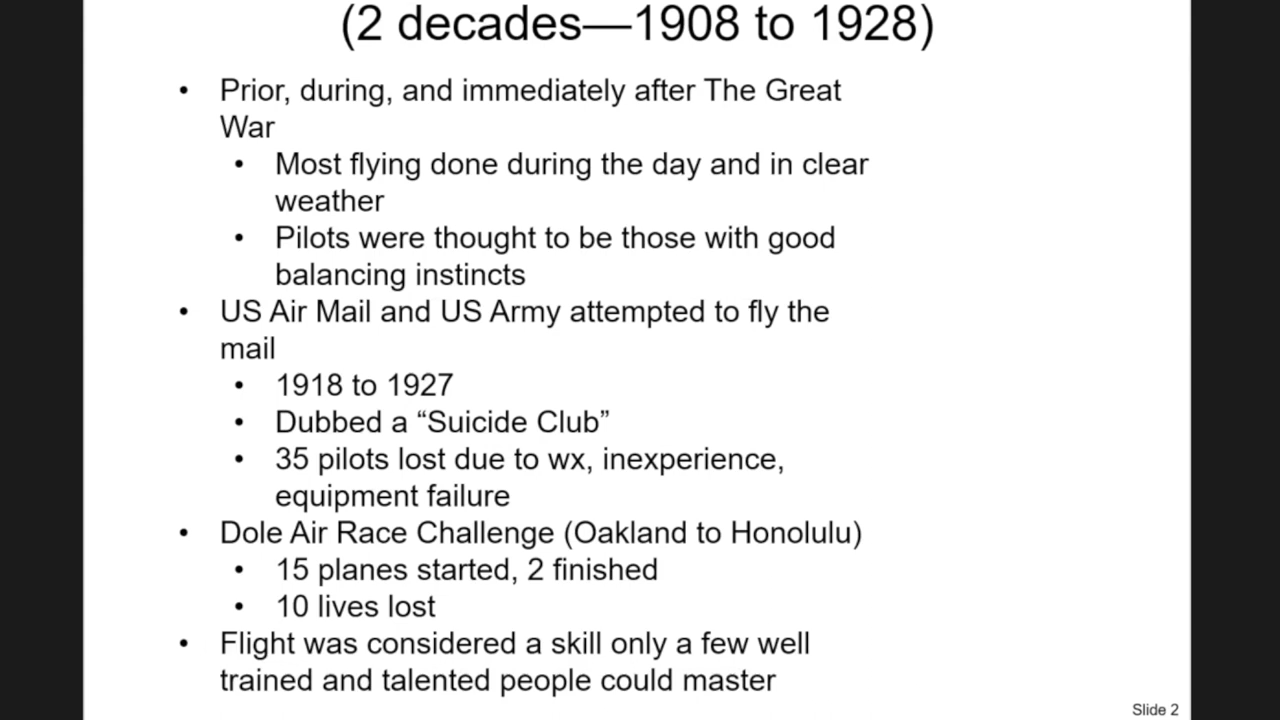 (2 decades—1908 to 1928)
• Prior, during, and immediately after The Great
War
• Most flying done during the day and in clear
weather
• Pilots were thought to be those with good
balancing instincts
• US Air Mail and US Army attempted to fly the
mail
• 1918 to 1927
• Dubbed a “Suicide Club”
• 35 pilots lost due to wx, inexperience,
equipment failure
• Dole Air Race Challenge (Oakland to Honolulu)
• 15 planes started, 2 finished
• 10 lives lost
• Flight was considered a skill only a few well
trained and talented people could master
Slide 2